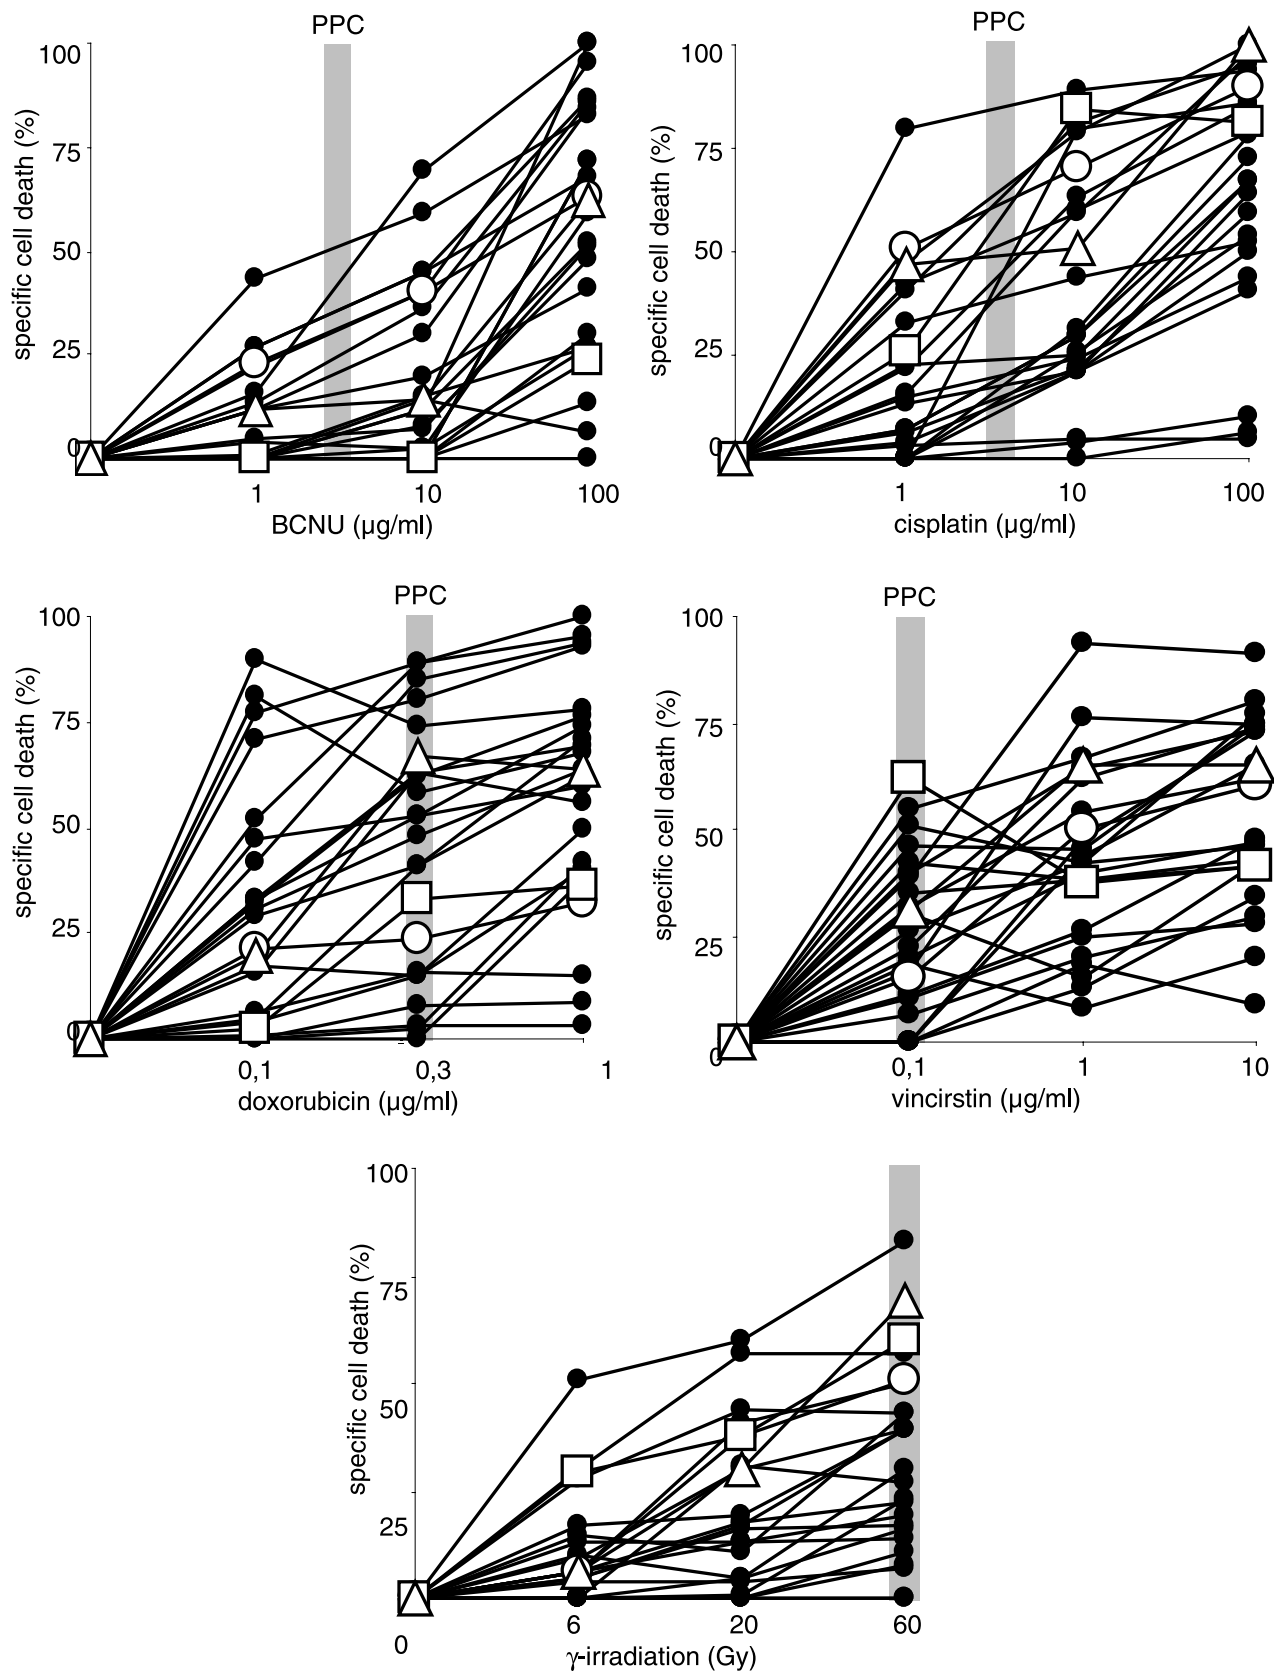 PPC
100
75
50
25
0
specific cell death (%)
1 10 100
BCNU (µg/ml)
PPC
100
75
50
25
0
specific cell death (%)
1 10 100
cisplatin (µg/ml)
PPC
100
75
50
25
0
specific cell death (%)
0,1 0,3 1
doxorubicin (µg/ml)
PPC
100
75
50
25
0
specific cell death (%)
0,1 1 10
vincirstin (µg/ml)
100
75
50
25
0
specific cell death (%)
6 20 60
γ-irradiation (Gy)